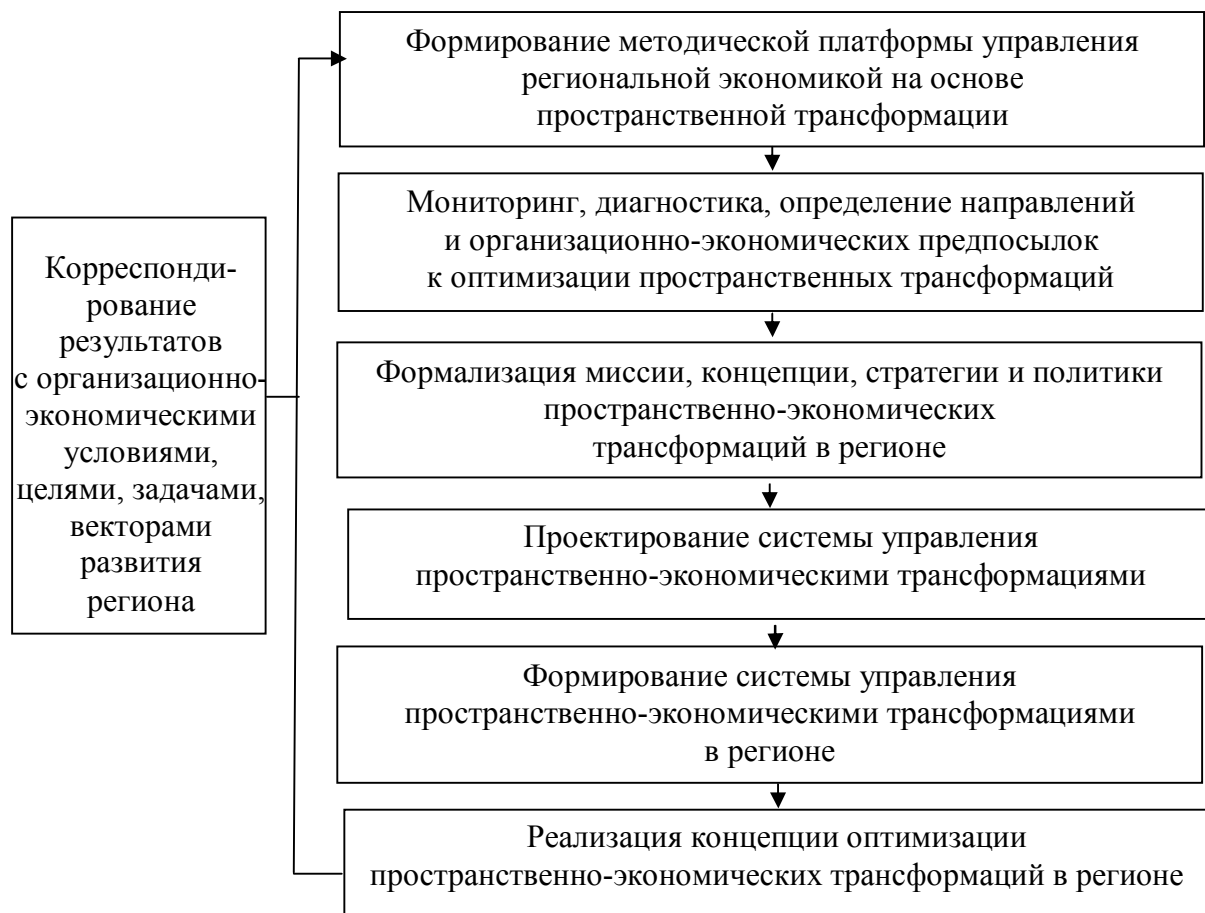 Формирование методической платформы управления
региональной экономикой на основе
пространственной трансформации
Мониторинг, диагностика, определение направлений
и организационно-экономических предпосылок
к оптимизации пространственных трансформаций
Корреспонди-
рование
результатов
с организационно-
экономическими
условиями,
целями, задачами,
векторами
развития
региона
Формализация миссии, концепции, стратегии и политики
пространственно-экономических
трансформаций в регионе
Проектирование системы управления
пространственно-экономическими трансформациями
Формирование системы управления
пространственно-экономическими трансформациями
в регионе
Реализация концепции оптимизации
пространственно-экономических трансформаций в регионе